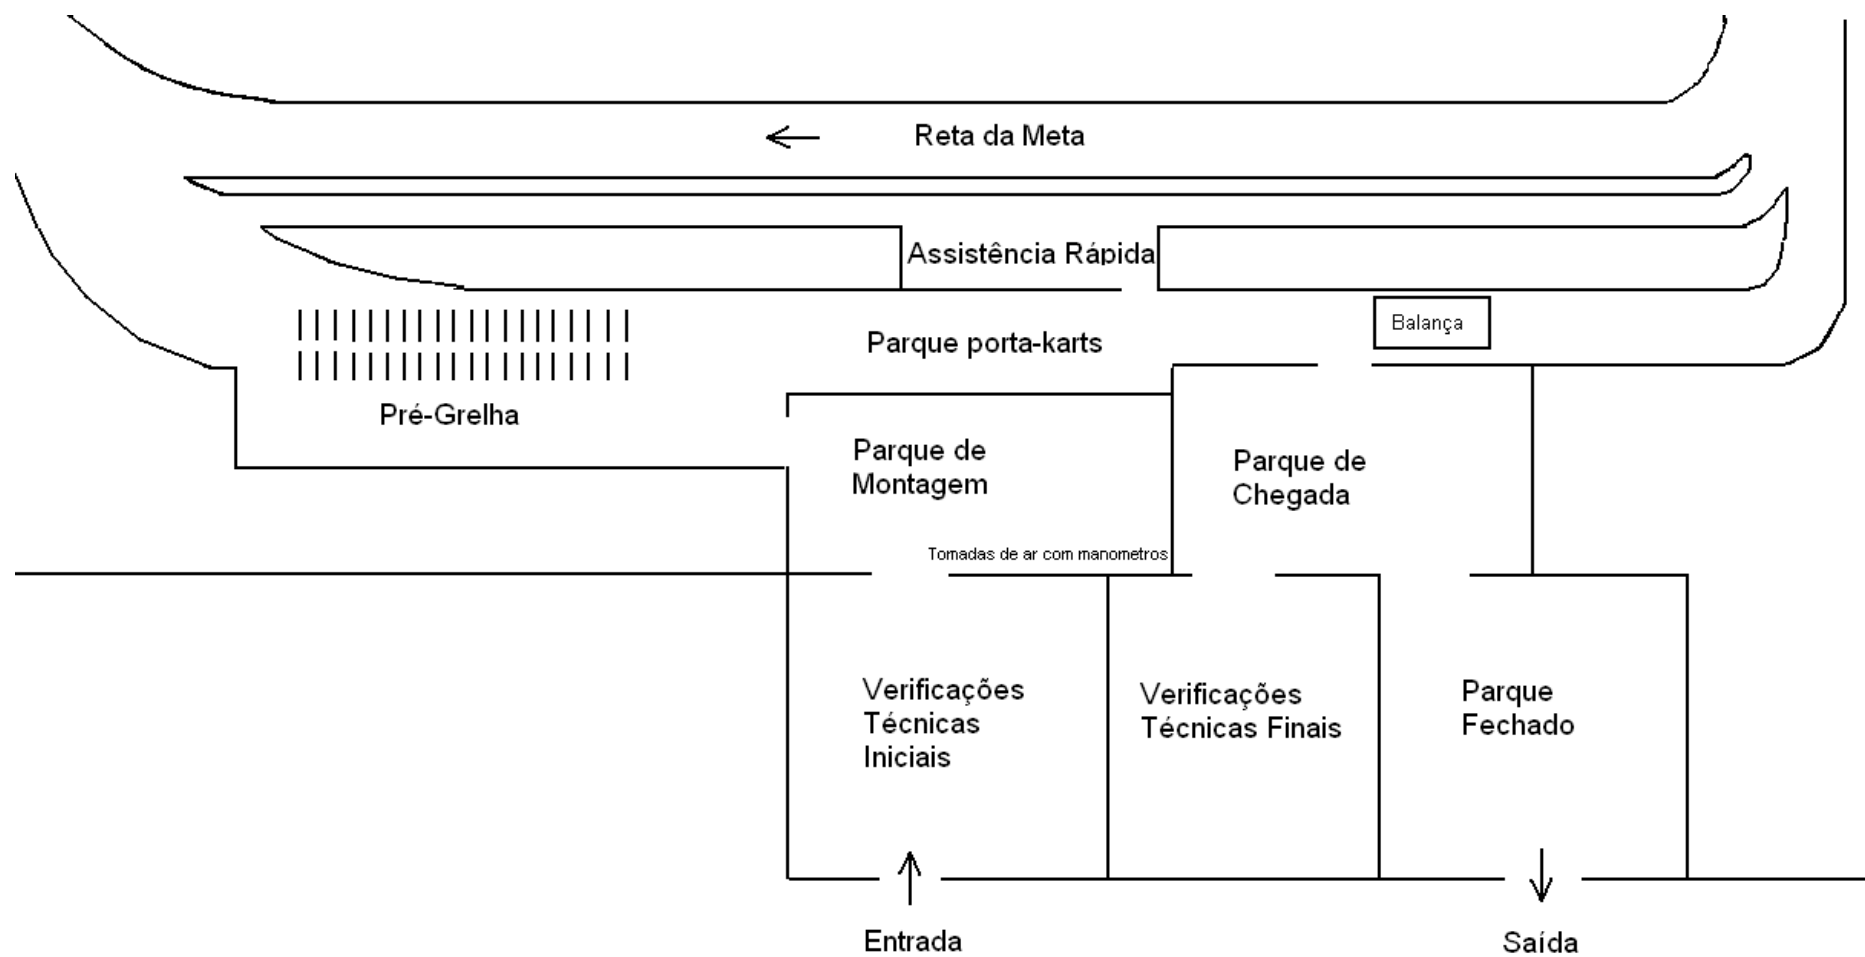 Reta da Meta
Assistência Rápida
Balança
Parque porta-karts
Pré-Grelha
Parque de
Montagem
Parque de
Chegada
Tomadas de ar com manometros
Verificações
Técnicas
Iniciais
Verificações
Técnicas Finais
Parque
Fechado
Entrada
Saída